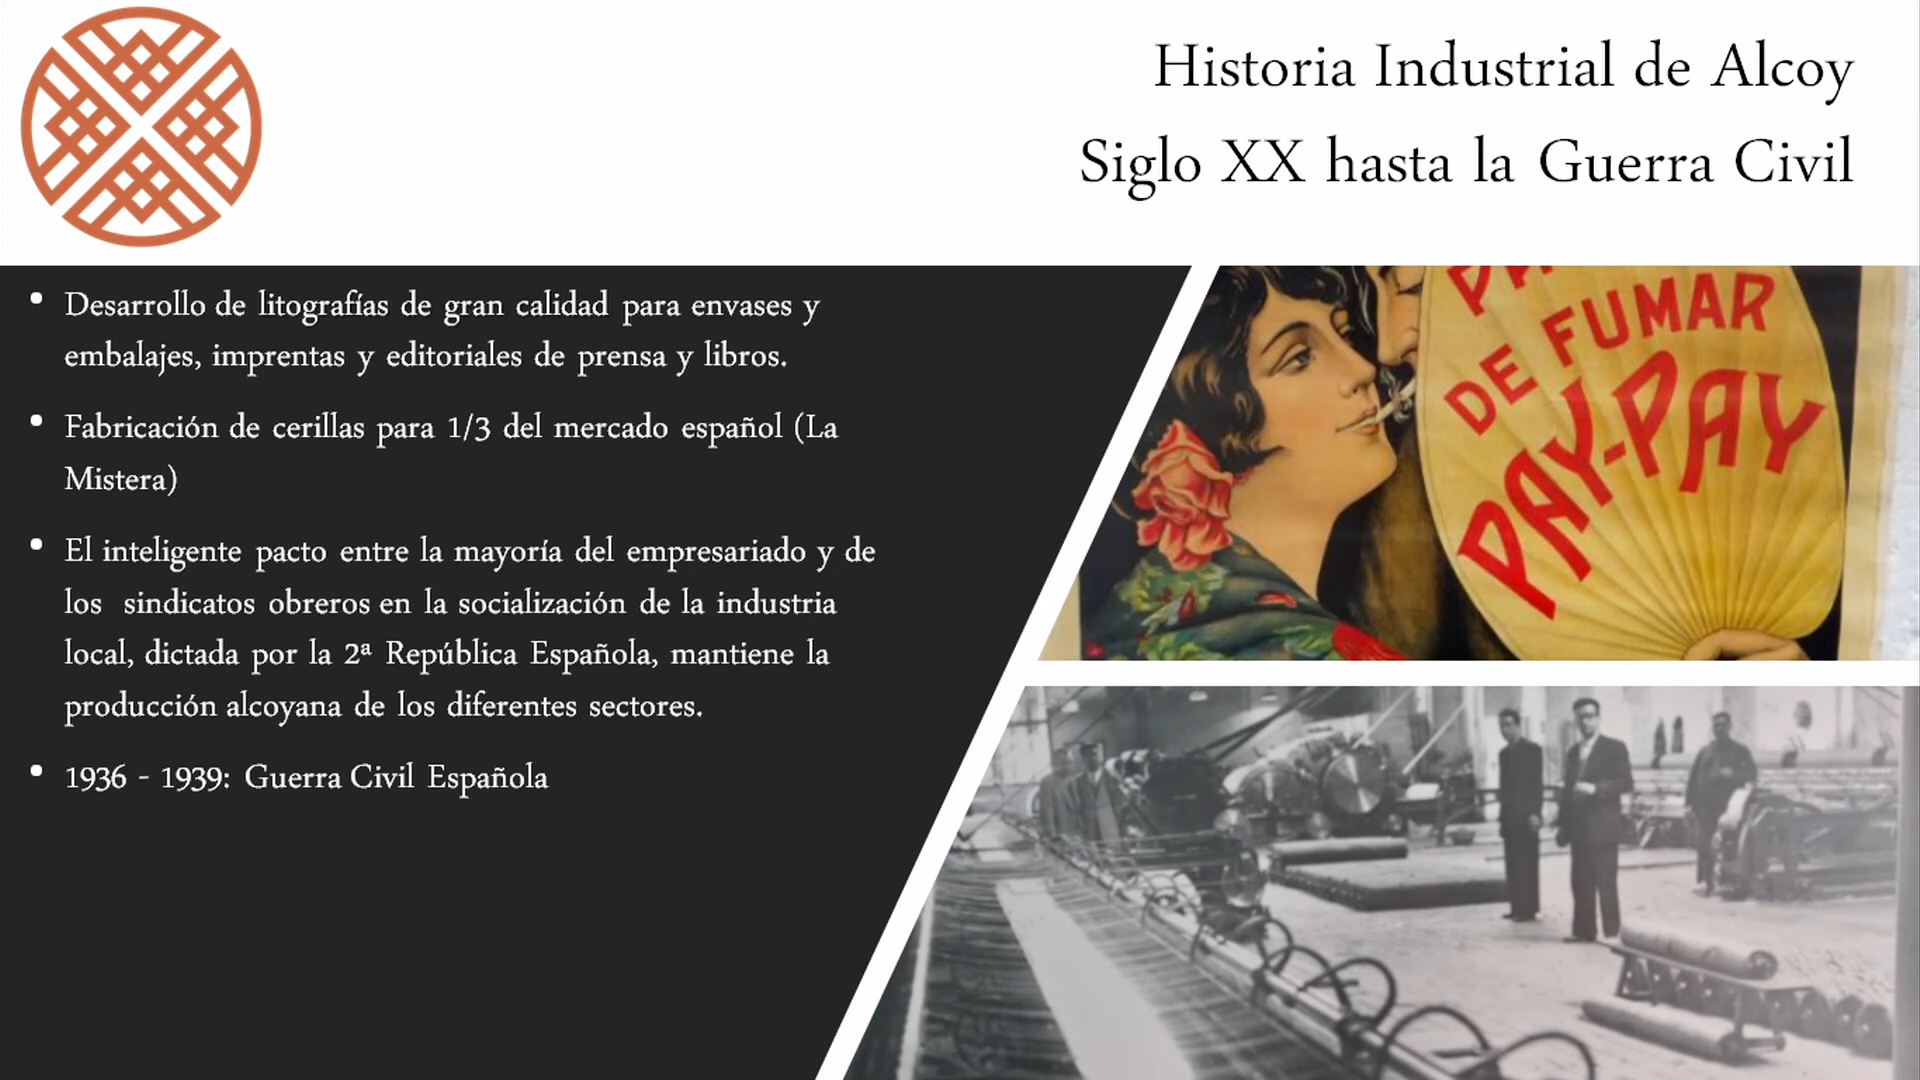 Historia Industrial de Alcoy
Siglo XX hasta la Guerra Civil
• Desarrollo de litografías de gran calidad para envases y
embalajes, imprentas y editoriales de prensa y libros.
• Fabricación de cerillas para 1/3 del mercado español (La
Mistera)
• El inteligente pacto entre la mayoría del empresariado y de
los sindicatos obreros en la socialización de la industria
local, dictada por la 2ª República Española, mantiene la
producción alcoyana de los diferentes sectores.
• 1936 - 1939: Guerra Civil Española
DE FUMAR
PAY-PAY